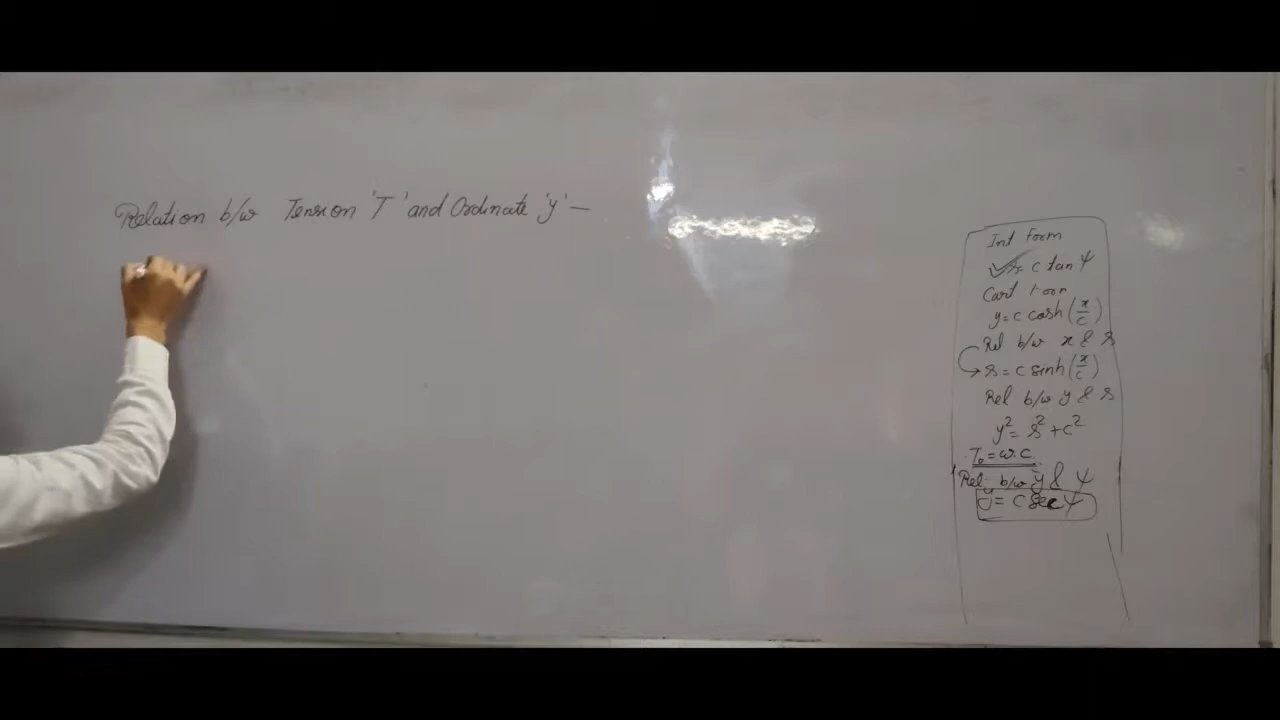 Relation b/w Tension 'T' and Ordinate 'y' —
Int Form
s = c tan ψ
Cart Form
y = c cosh (x/c)
Rel b/w x & s
→ s = c sinh (x/c)
Rel b/w y & s
y² = s² + c²
T₀ = w.c
Rel b/w y & ψ
y = c sec ψ